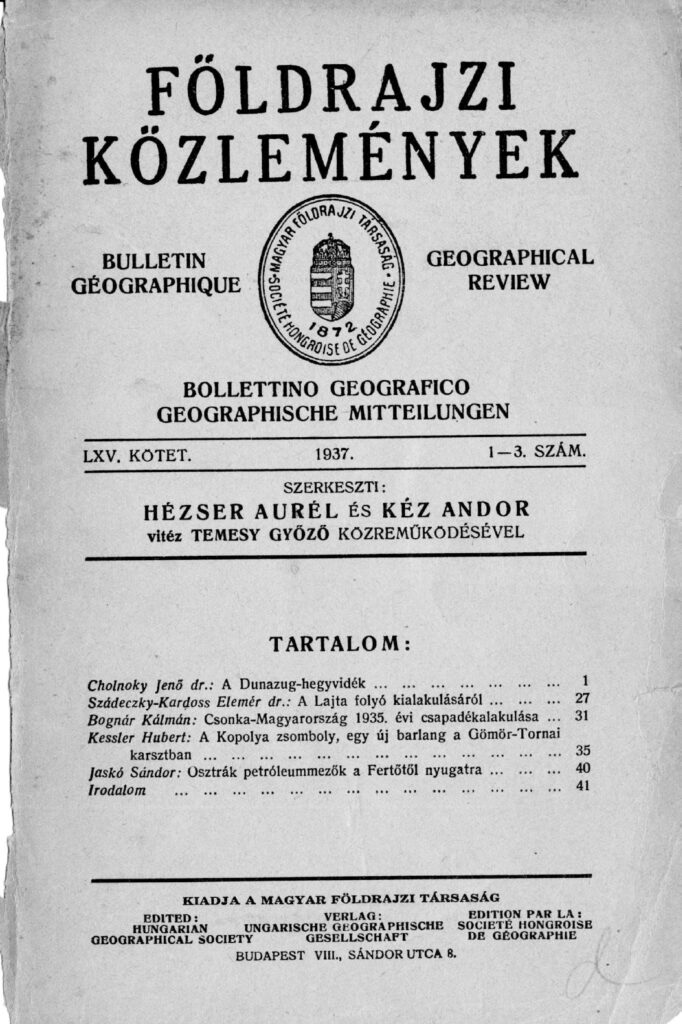 FÖLDRAJZI
KÖZLEMÉNYEK
BULLETIN
GÉOGRAPHIQUE
MAGYAR FÖLDRAJZI TÁRSASÁG
SOCIÉTÉ HONGROISE DE GÉOGRAPHIE
1872
GEOGRAPHICAL
REVIEW
BOLLETTINO GEOGRAFICO
GEOGRAPHISCHE MITTEILUNGEN
LXV. KÖTET. 1937. 1—3. SZÁM.
SZERKESZTI:
HÉZSER AURÉL ÉS KÉZ ANDOR
vitéz TEMESY GYŐZŐ KÖZREMŰKÖDÉSÉVEL
TARTALOM:
Cholnoky Jenő dr.: A Dunazug-hegyvidék ... ... ... ... ... ... ... 1
Szádeczky-Kardoss Elemér dr.: A Lajta folyó kialakulásáról ... ... ... 27
Bognár Kálmán: Csonka-Magyarország 1935. évi csapadékalakulása ... 31
Kessler Hubert: A Kopolya zsomboly, egy új barlang a Gömör-Tornai
karsztban ... ... ... ... ... ... ... ... ... ... ... ... ... 35
Jaskó Sándor: Osztrák petróleummezők a Fertőtől nyugatra ... ... ... 40
Irodalom ... ... ... ... ... ... ... ... ... ... ... ... ... ... 41
KIADJA A MAGYAR FÖLDRAJZI TÁRSASÁG
EDITED:
HUNGARIAN
GEOGRAPHICAL SOCIETY
VERLAG:
UNGARISCHE GEOGRAPHISCHE
GESELLSCHAFT
EDITION PAR LA:
SOCIETÉ HONGROISE
DE GÉOGRAPHIE
BUDAPEST VIII., SÁNDOR UTCA 8.